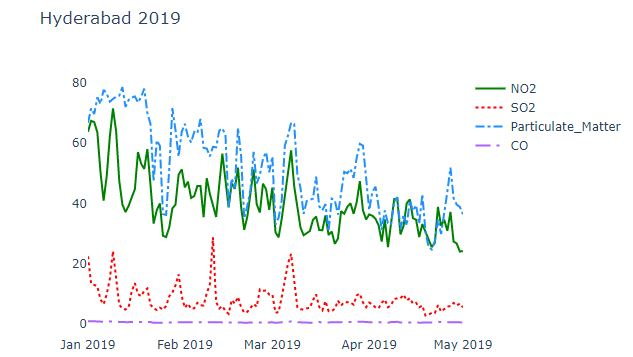 Hyderabad 2019
80
60
40
20
0
Jan 2019
Feb 2019
Mar 2019
Apr 2019
May 2019
NO2
SO2
Particulate_Matter
CO